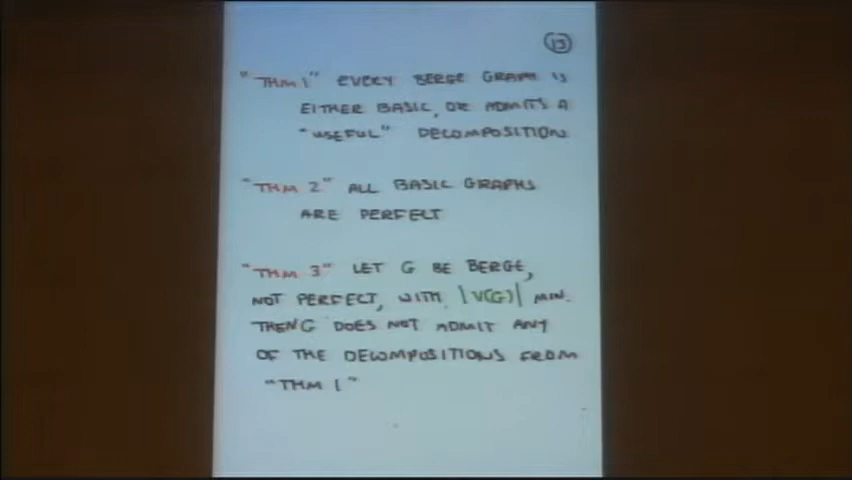 13
"THM 1" EVERY BERGE GRAPH IS
EITHER BASIC, OR ADMITS A
"USEFUL" DECOMPOSITION
"THM 2" ALL BASIC GRAPHS
ARE PERFECT
"THM 3" LET G BE BERGE,
NOT PERFECT, WITH |V(G)| MIN.
THEN G DOES NOT ADMIT ANY
OF THE DECOMPOSITIONS FROM
"THM 1"